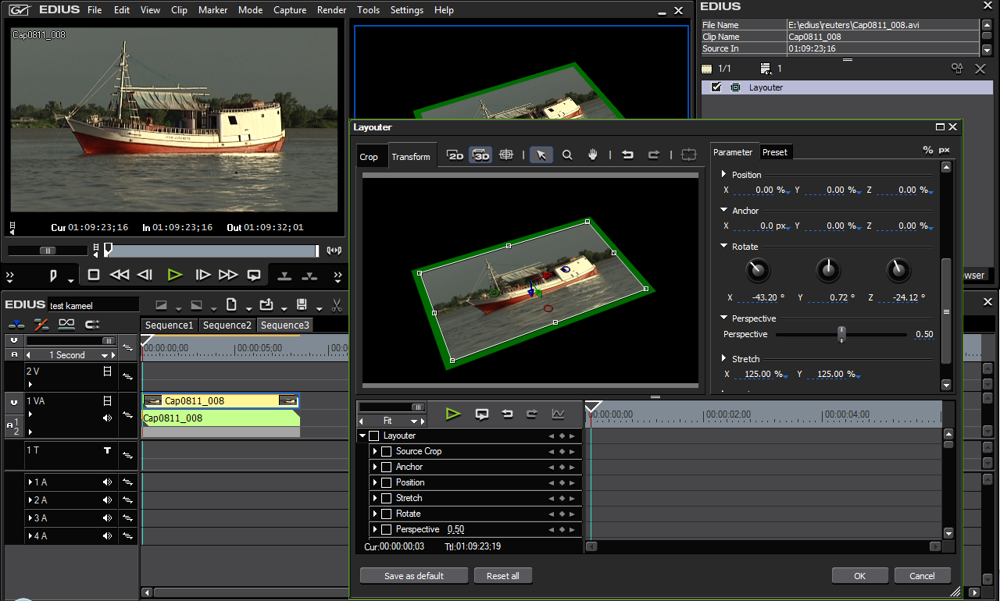 EDIUS File Edit View Clip Marker Mode Capture Render Tools Settings Help
Cap0811_008
Cur 01:09:23;16 In 01:09:23;16 Out 01:09:32;01
EDIUS
File Name E:\edius\reuters\Cap0811_008.avi
Clip Name Cap0811_008
Source In 01:09:23;16
1/1 1
Layouter
Layouter
Crop Transform 2D 3D
Parameter Preset % px
Position
X 0.00 % Y 0.00 % Z 0.00 %
Anchor
X 0.0 px Y 0.00 % Z 0.00 %
Rotate
X -43.20 ° Y 0.72 ° Z -24.12 °
Perspective
Perspective 0.50
Stretch
X 125.00 % Y 125.00 %
wser
EDIUS test kameel
Sequence1 Sequence2 Sequence3
00:00:00;00 00:00:05;00 00:0
1 Second
2 V
1 VA
Cap0811_008
Cap0811_008
A 1
2
1 T T
1 A
2 A
3 A
4 A
Fit
00:00:00;00 00:00:02;00 00:00:04;00
Layouter
Source Crop
Anchor
Position
Stretch
Rotate
Perspective 0.50
Cur:00:00:00;03 Ttl:01:09:23;19
Save as default Reset all OK Cancel